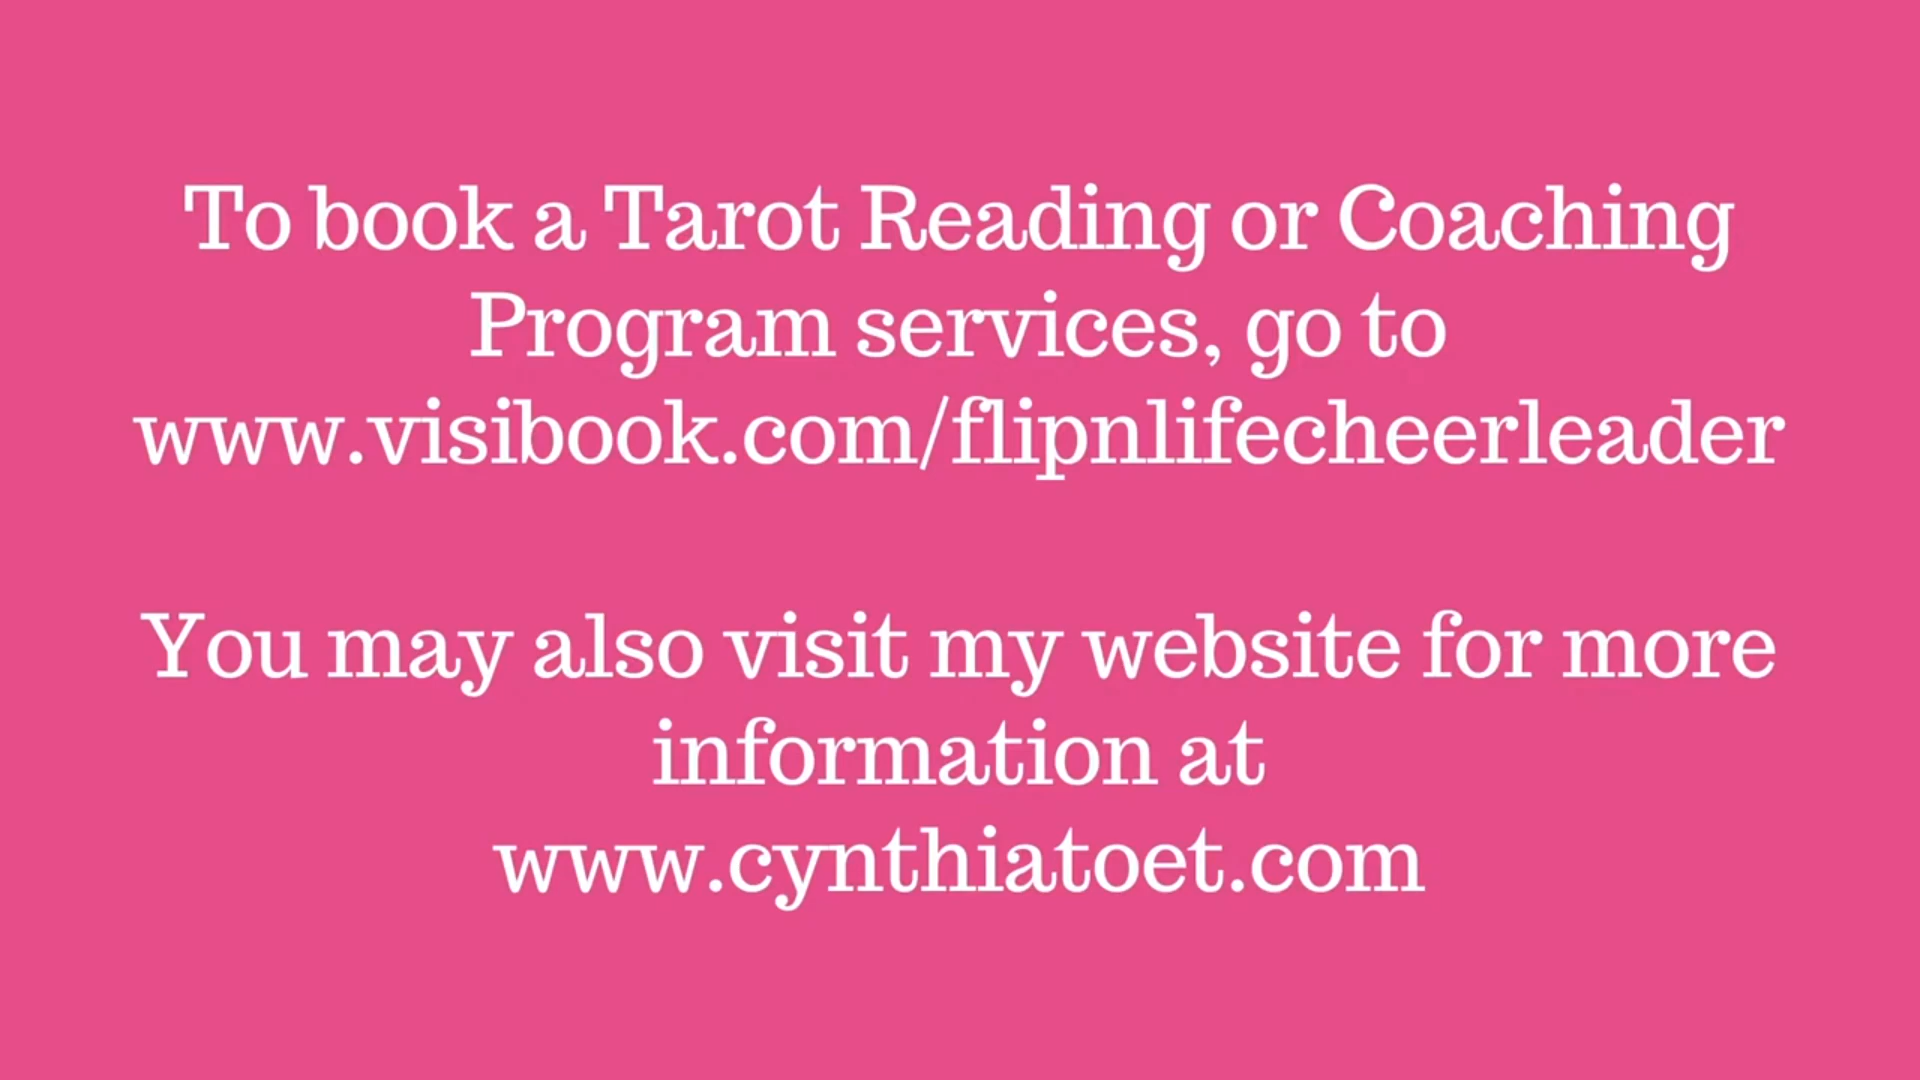 To book a Tarot Reading or Coaching
Program services, go to
www.visibook.com/flipnlifecheerleader
You may also visit my website for more
information at
www.cynthiatoet.com